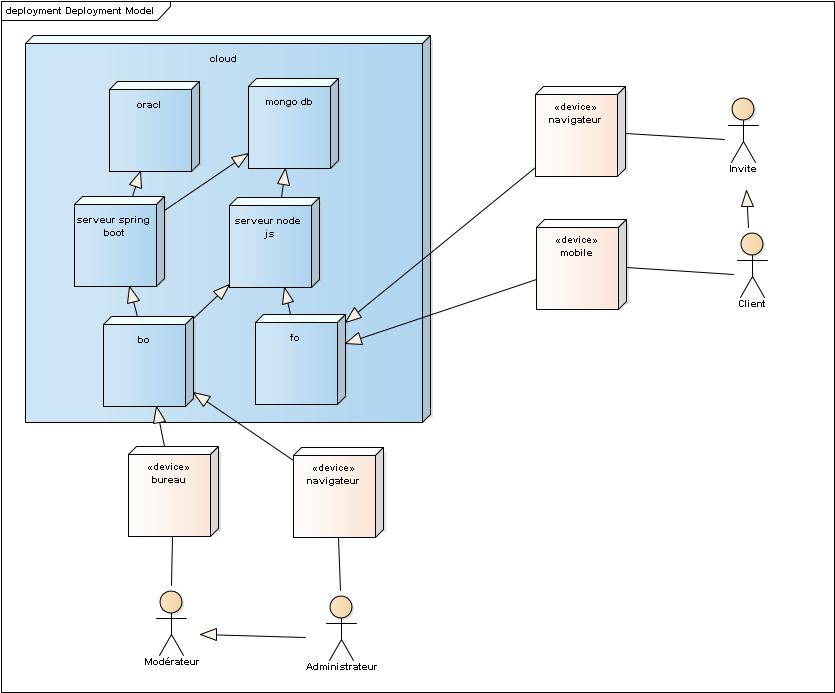 deployment Deployment Model
cloud
oracl
mongo db
«device»
navigateur
Invite
serveur spring
boot
serveur node
js
«device»
mobile
Client
bo
fo
«device»
bureau
«device»
navigateur
Modérateur
Administrateur